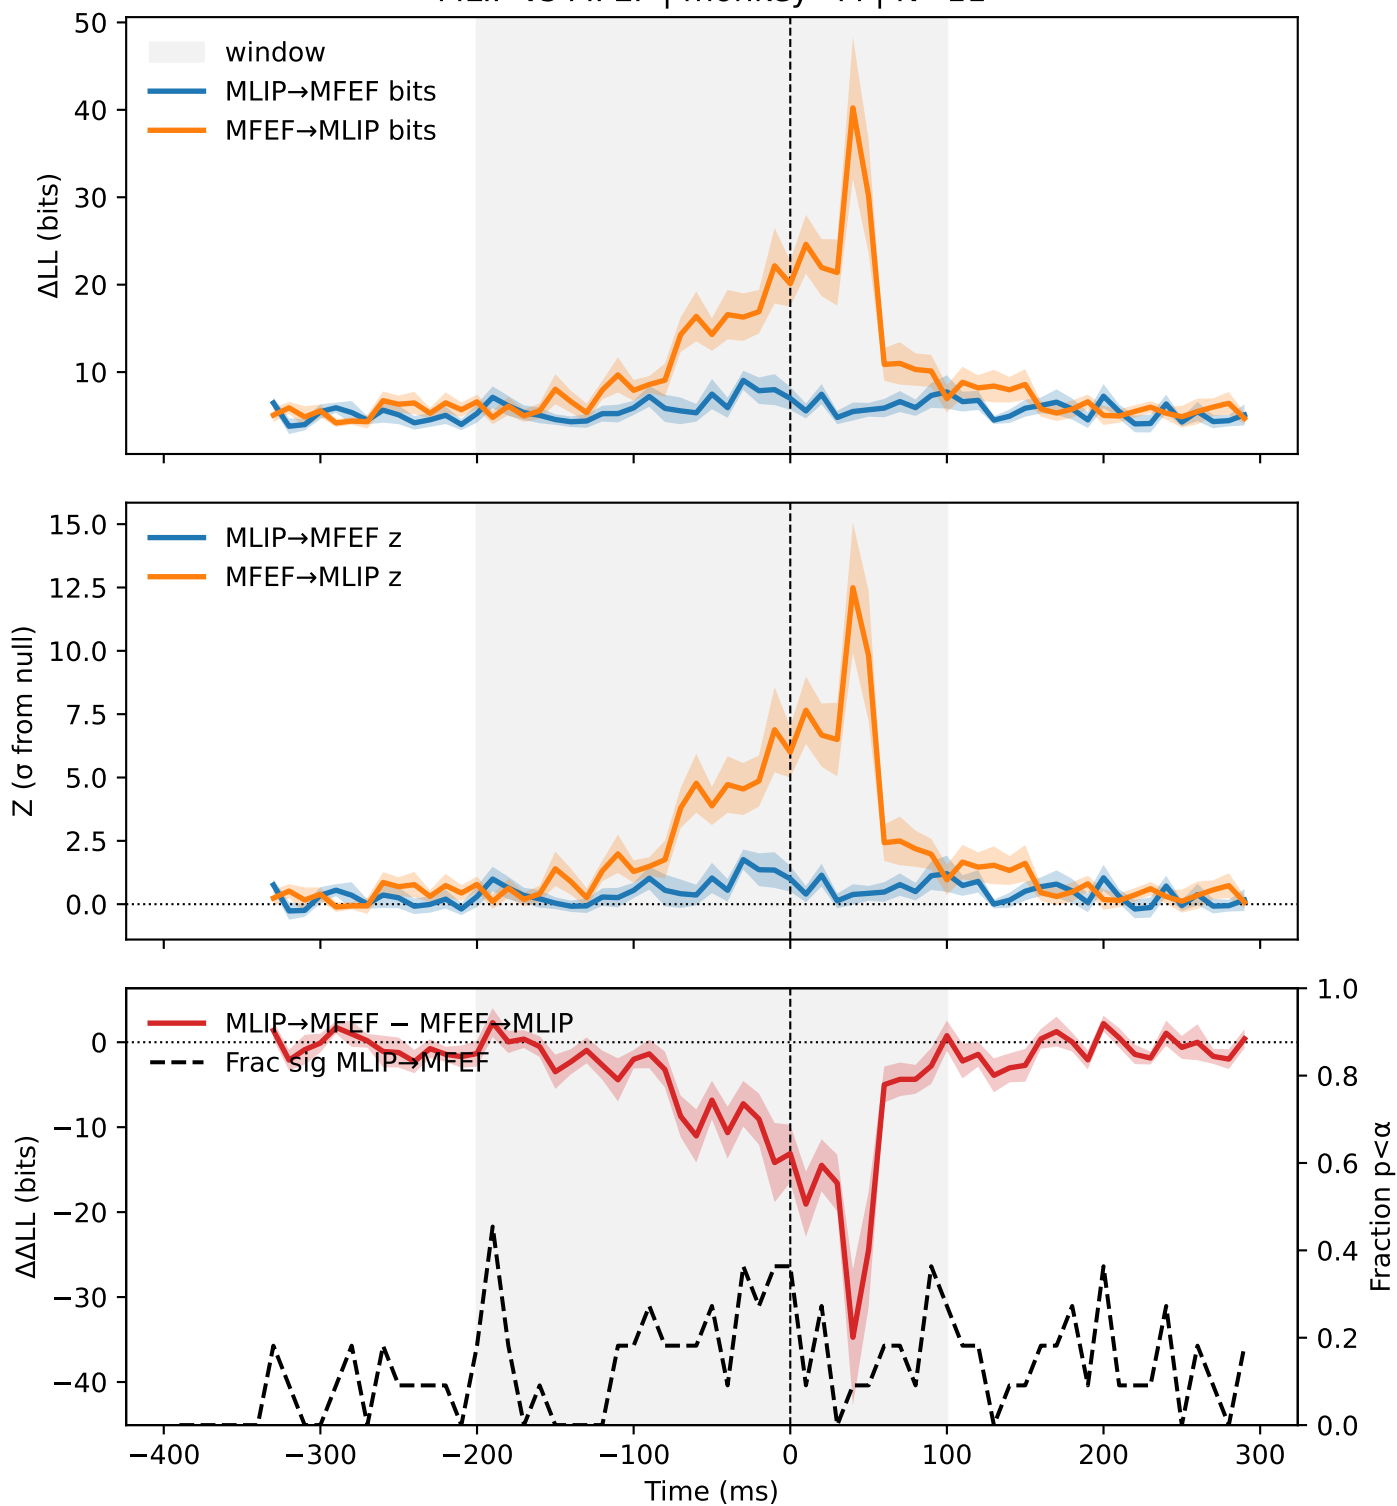 50
40
30
20
10
ΔLL (bits)
window
MLIP→MFEF bits
MFEF→MLIP bits
15.0
12.5
10.0
7.5
5.0
2.5
0.0
Z (σ from null)
MLIP→MFEF z
MFEF→MLIP z
0
−10
−20
−30
−40
ΔΔLL (bits)
MLIP→MFEF − MFEF→MLIP
Frac sig MLIP→MFEF
1.0
0.8
0.6
0.4
0.2
0.0
Fraction p<α
−400
−300
−200
−100
0
100
200
300
Time (ms)